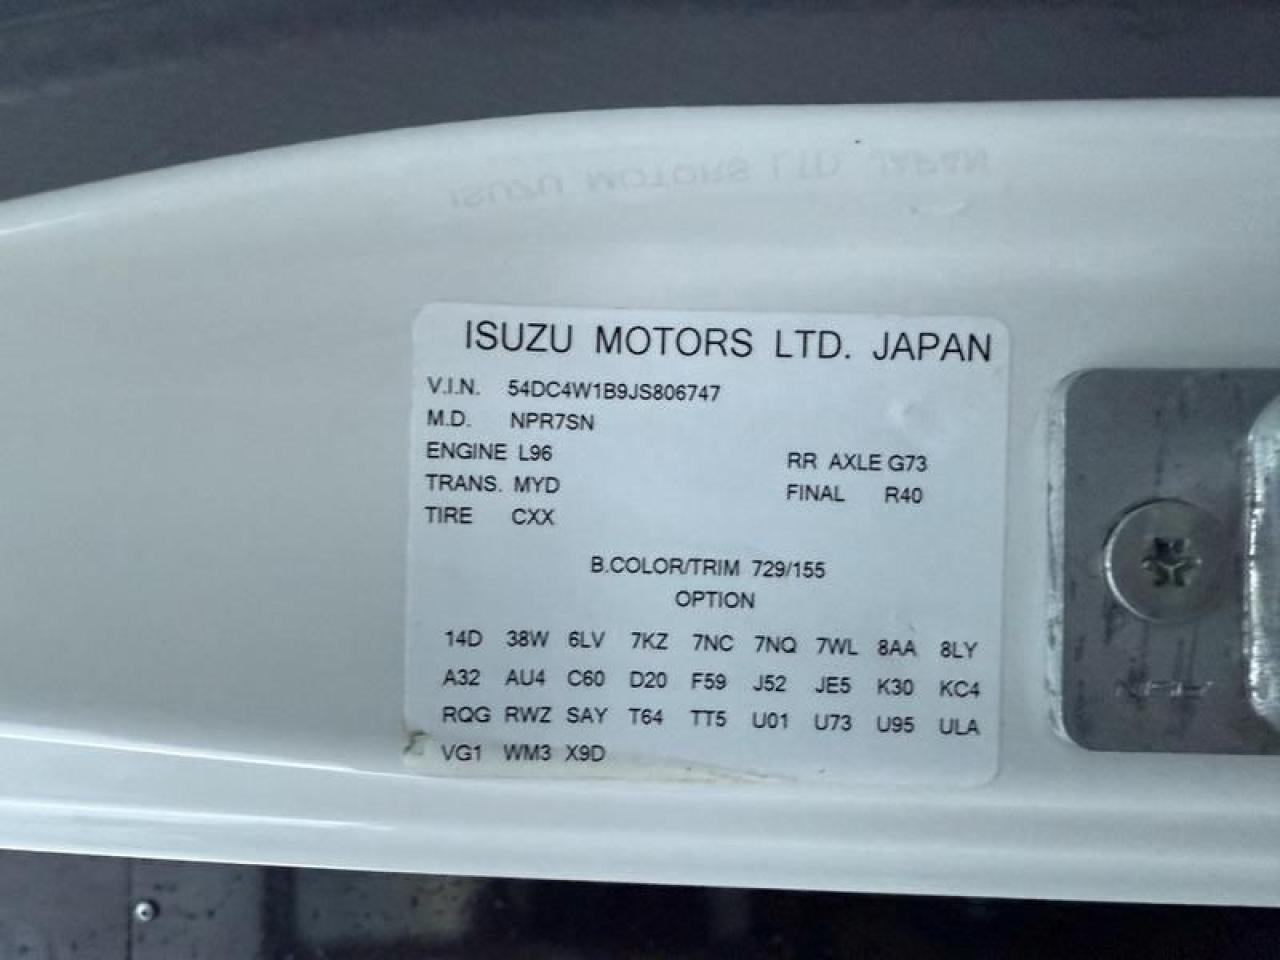 ISUZU MOTORS LTD. JAPAN
V.I.N. 54DC4W1B9JS806747
M.D. NPR7SN
ENGINE L96 RR AXLE G73
TRANS. MYD FINAL R40
TIRE CXX
B.COLOR/TRIM 729/155
OPTION
14D 38W 6LV 7KZ 7NC 7NQ 7WL 8AA 8LY
A32 AU4 C60 D20 F59 J52 JE5 K30 KC4
RQG RWZ SAY T64 TT5 U01 U73 U95 ULA
VG1 WM3 X9D